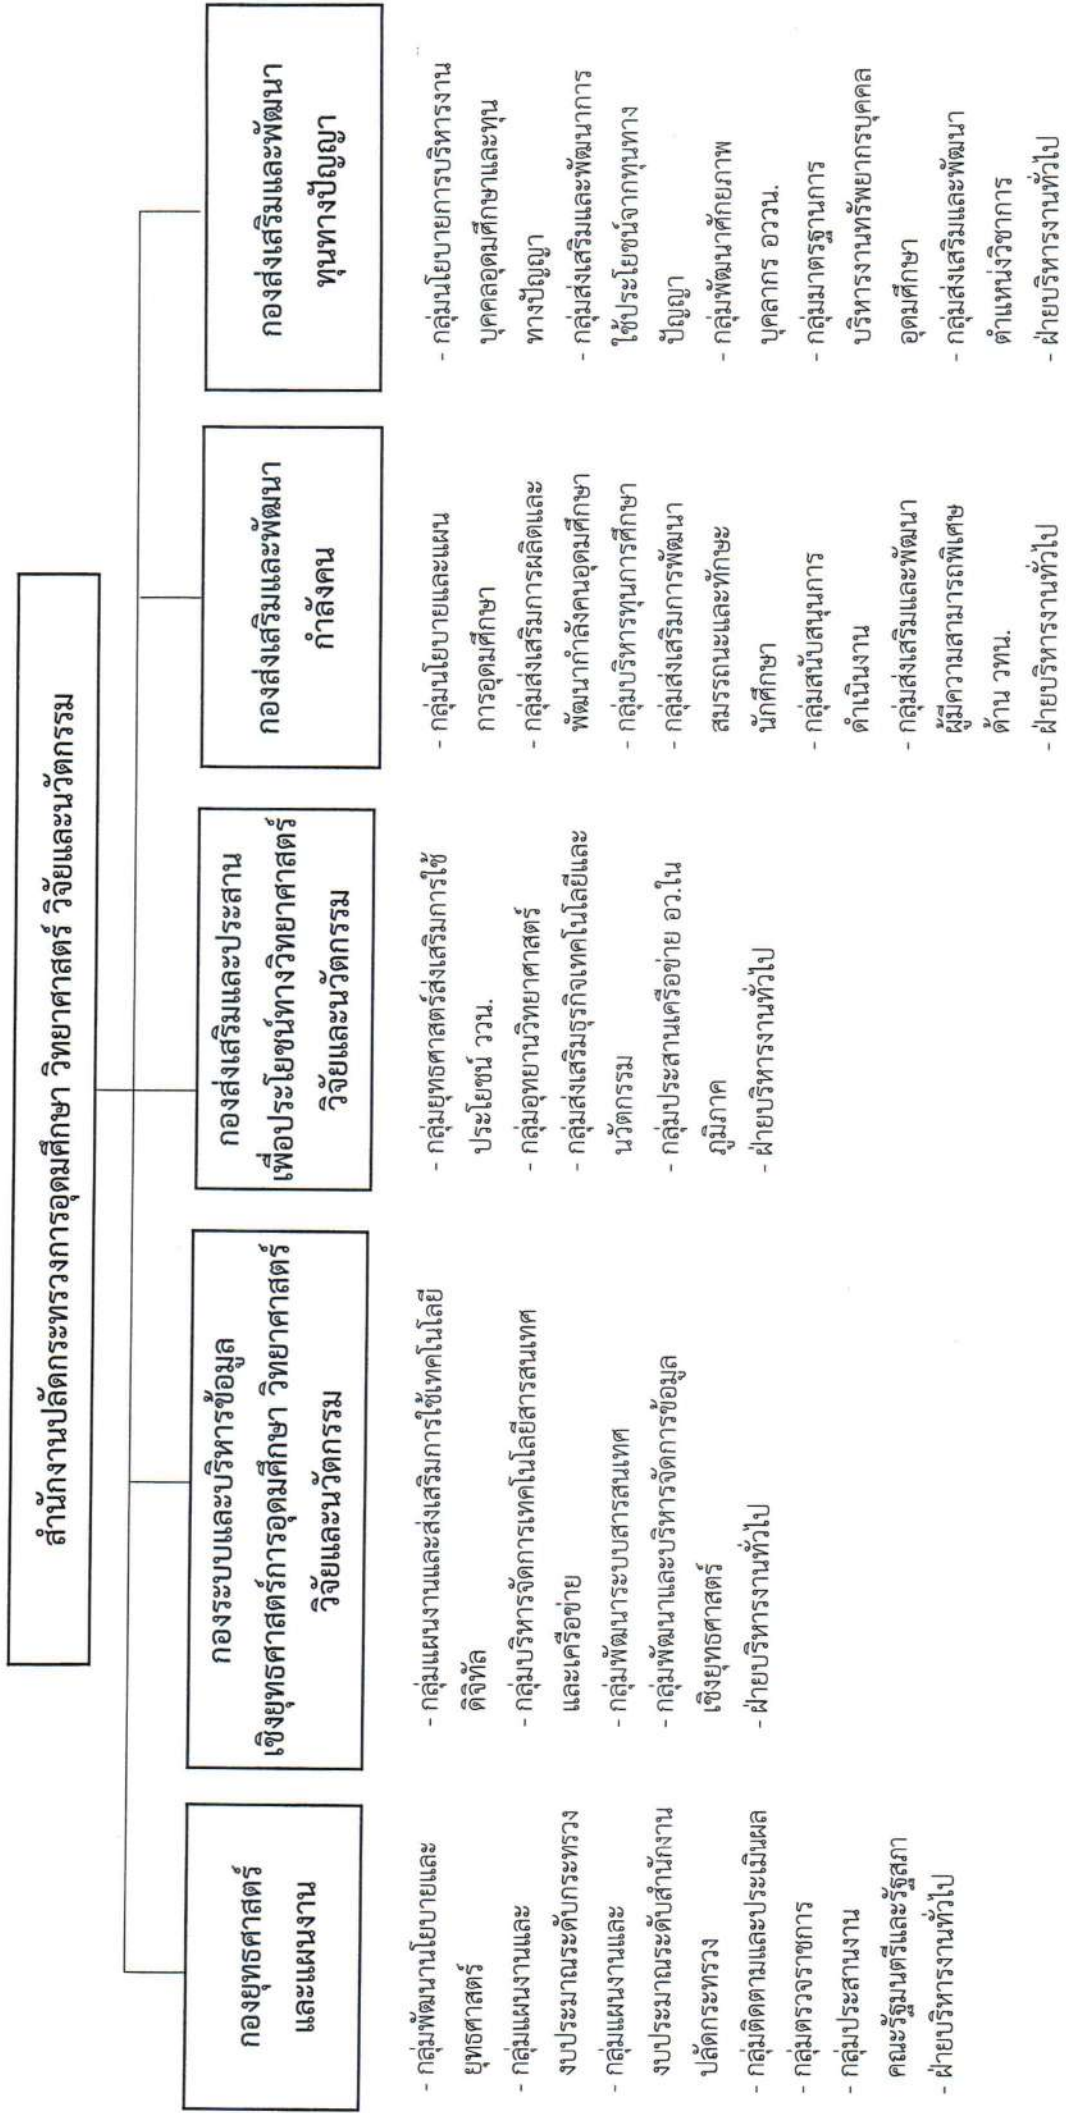 สำนักงานปลัดกระทรวงการอุดมศึกษา วิทยาศาสตร์ วิจัยและนวัตกรรม
กองยุทธศาสตร์
และแผนงาน
- กลุ่มพัฒนานโยบายและ
ยุทธศาสตร์
- กลุ่มแผนงานและ
งบประมาณระดับกระทรวง
- กลุ่มแผนงานและ
งบประมาณระดับสำนักงาน
ปลัดกระทรวง
- กลุ่มติดตามและประเมินผล
- กลุ่มตรวจราชการ
- กลุ่มประสานงาน
คณะรัฐมนตรีและรัฐสภา
- ฝ่ายบริหารงานทั่วไป
กองระบบและบริหารข้อมูล
เชิงยุทธศาสตร์การอุดมศึกษา วิทยาศาสตร์
วิจัยและนวัตกรรม
- กลุ่มแผนงานและส่งเสริมการใช้เทคโนโลยี
ดิจิทัล
- กลุ่มบริหารจัดการเทคโนโลยีสารสนเทศ
และเครือข่าย
- กลุ่มพัฒนาระบบสารสนเทศ
- กลุ่มพัฒนาและบริหารจัดการข้อมูล
เชิงยุทธศาสตร์
- ฝ่ายบริหารงานทั่วไป
กองส่งเสริมและประสาน
เพื่อประโยชน์ทางวิทยาศาสตร์
วิจัยและนวัตกรรม
- กลุ่มยุทธศาสตร์ส่งเสริมการใช้
ประโยชน์ ววน.
- กลุ่มอุทยานวิทยาศาสตร์
- กลุ่มส่งเสริมธุรกิจเทคโนโลยีและ
นวัตกรรม
- กลุ่มประสานเครือข่าย อว.ใน
ภูมิภาค
- ฝ่ายบริหารงานทั่วไป
กองส่งเสริมและพัฒนา
กำลังคน
- กลุ่มนโยบายและแผน
การอุดมศึกษา
- กลุ่มส่งเสริมการผลิตและ
พัฒนากำลังคนอุดมศึกษา
- กลุ่มบริหารทุนการศึกษา
- กลุ่มส่งเสริมการพัฒนา
สมรรถนะและทักษะ
นักศึกษา
- กลุ่มสนับสนุนการ
ดำเนินงาน
- กลุ่มส่งเสริมและพัฒนา
ผู้มีความสามารถพิเศษ
ด้าน วทน.
- ฝ่ายบริหารงานทั่วไป
กองส่งเสริมและพัฒนา
ทุนทางปัญญา
- กลุ่มนโยบายการบริหารงาน
บุคคลอุดมศึกษาและทุน
ทางปัญญา
- กลุ่มส่งเสริมและพัฒนาการ
ใช้ประโยชน์จากทุนทาง
ปัญญา
- กลุ่มพัฒนาศักยภาพ
บุคลากร อววน.
- กลุ่มมาตรฐานการ
บริหารงานทรัพยากรบุคคล
อุดมศึกษา
- กลุ่มส่งเสริมและพัฒนา
ตำแหน่งวิชาการ
- ฝ่ายบริหารงานทั่วไป